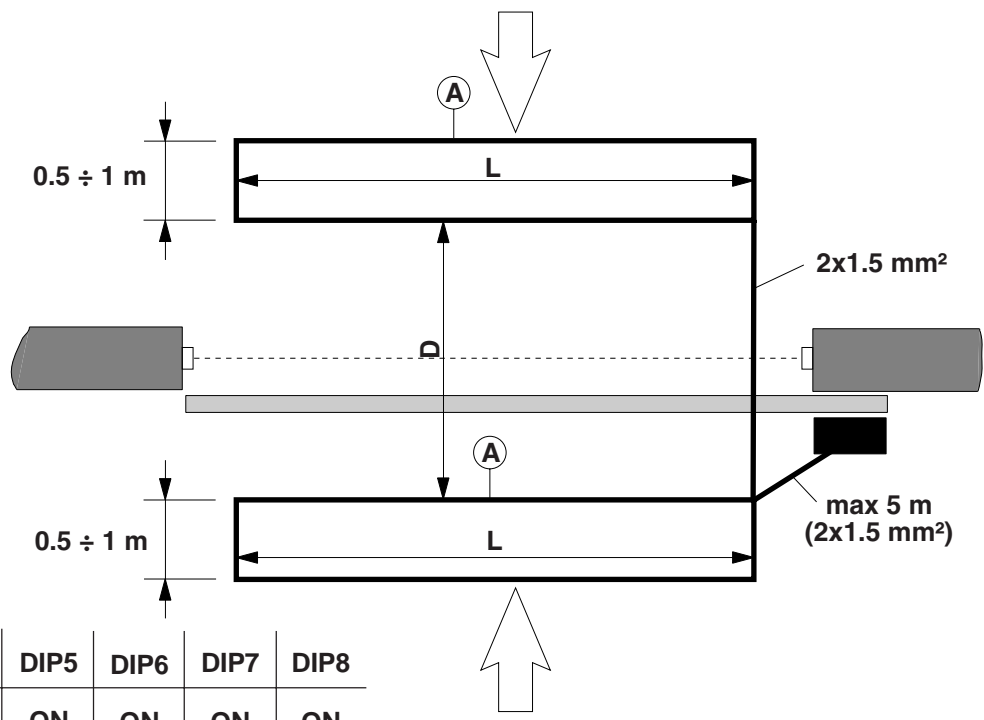 A
0.5 ÷ 1 m
L
2x1.5 mm²
D
A
max 5 m
(2x1.5 mm²)
0.5 ÷ 1 m
L
DIP5 DIP6 DIP7 DIP8
ON ON ON ON